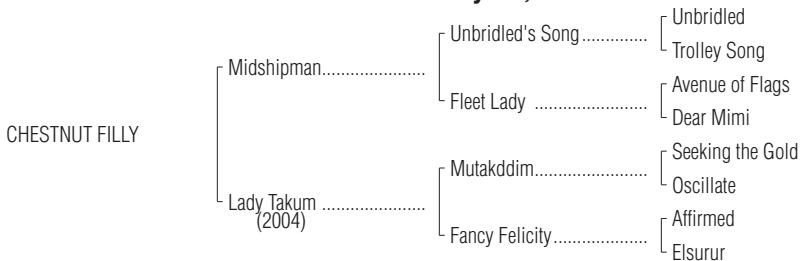 Unbridled
Unbridled's Song..............
Trolley Song
Midshipman......................
Avenue of Flags
Fleet Lady ........................
Dear Mimi
CHESTNUT FILLY
Seeking the Gold
Mutakddim........................
Oscillate
Lady Takum ......................
(2004)
Affirmed
Fancy Felicity....................
Elsurur